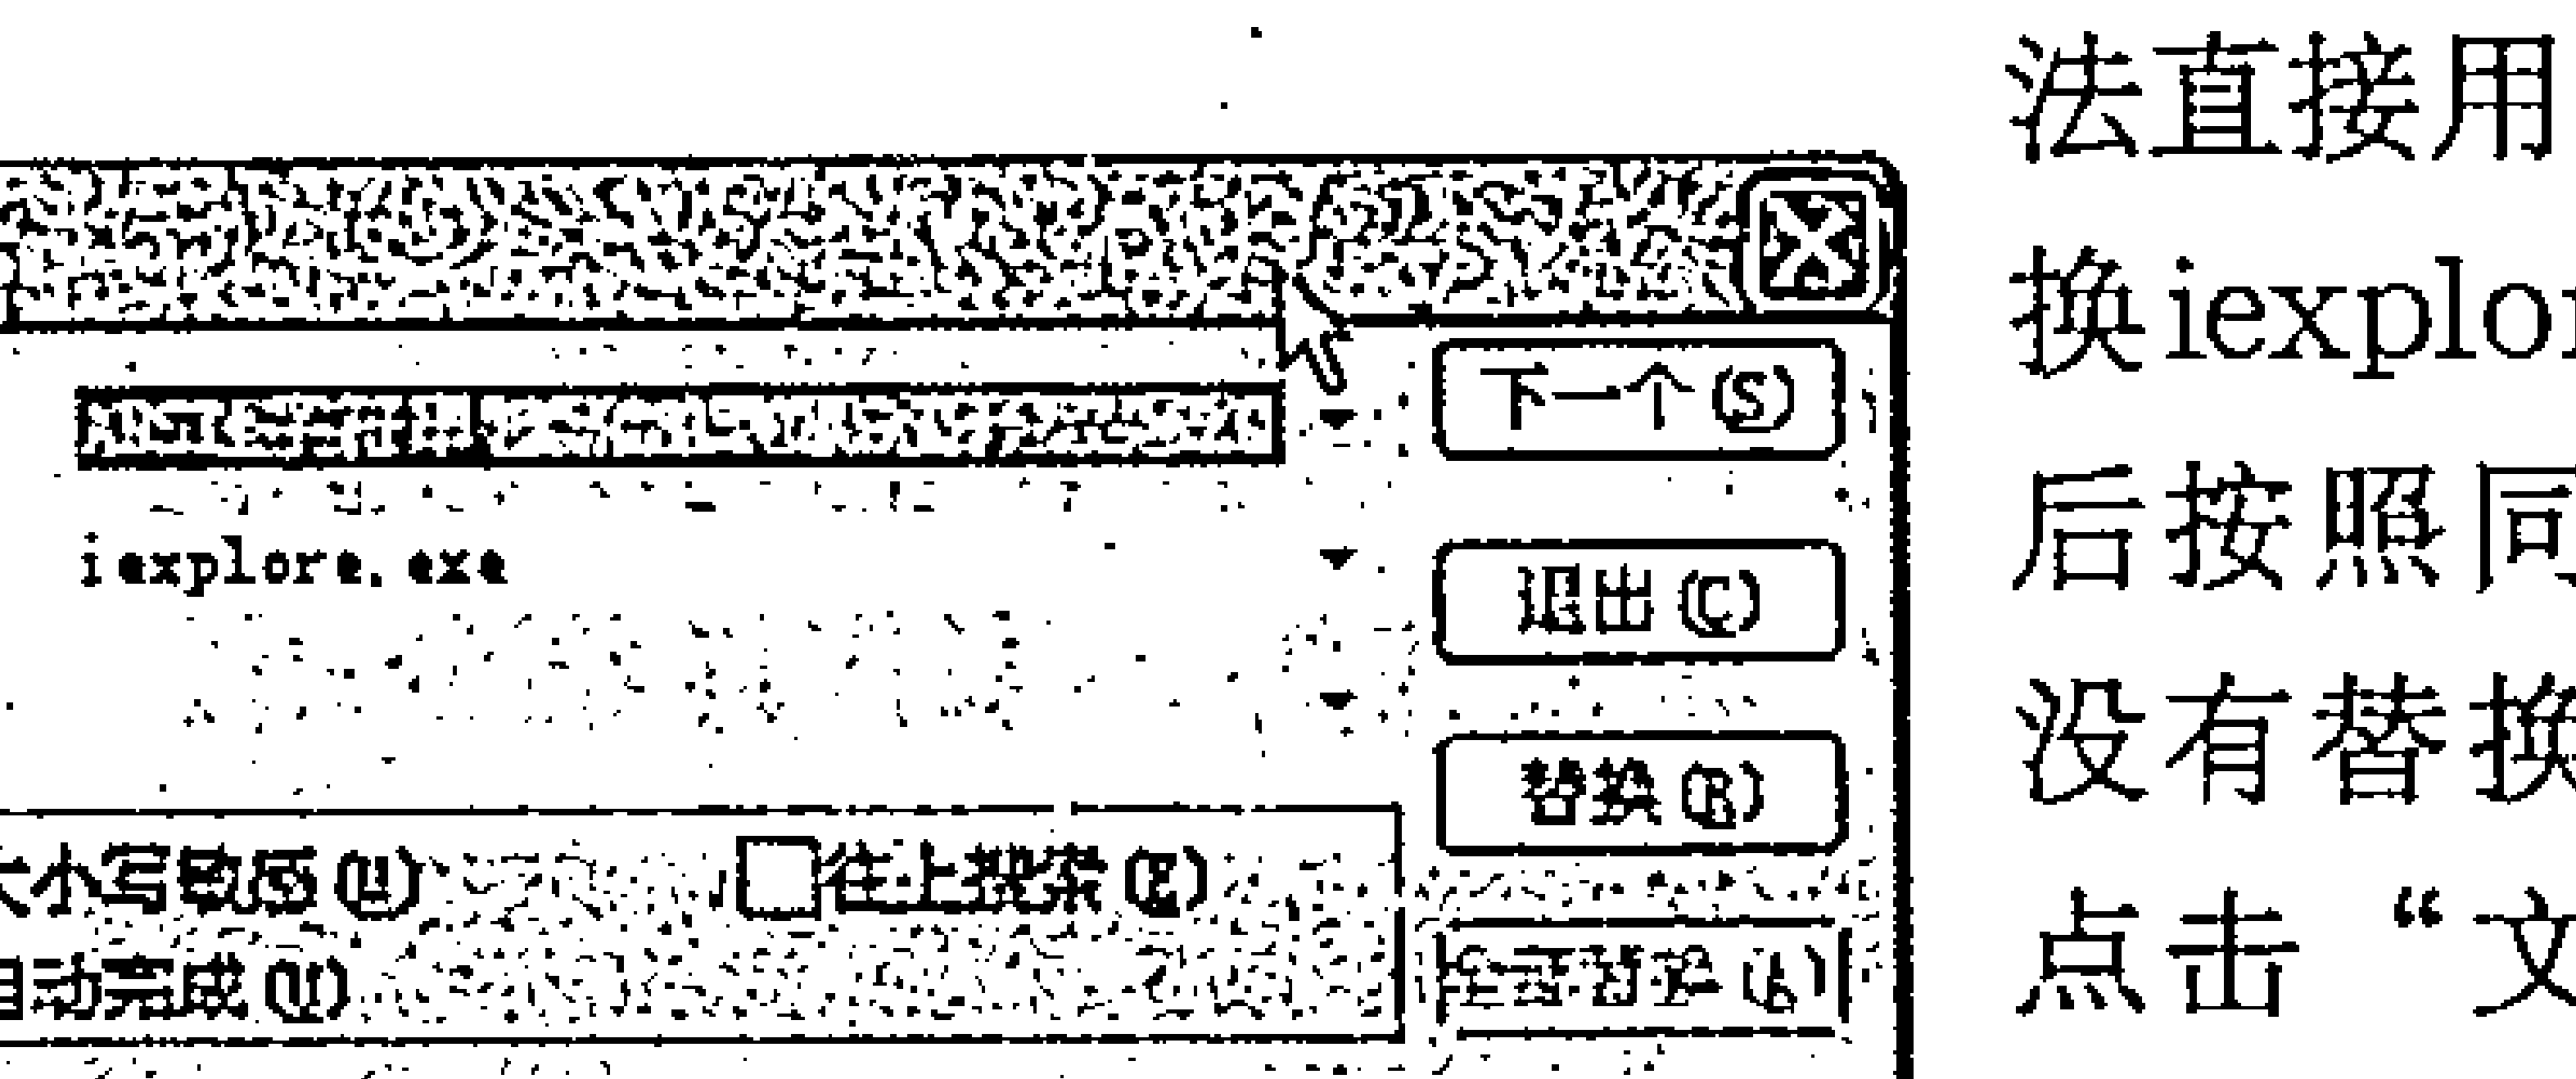 下一个(S)
iexplore.exe
退出(C)
替换(R)
大小写敏感(W) 往上搜索(E)
自动完成(U)
法直接用
换iexplor
后按照同
没有替换
点击“文